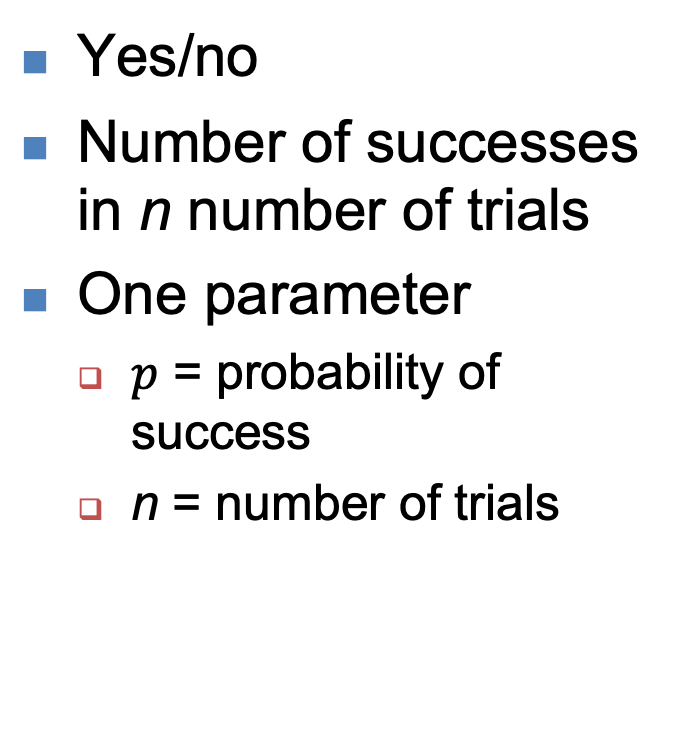 Yes/no
Number of successes
in n number of trials
One parameter
p = probability of
success
n = number of trials